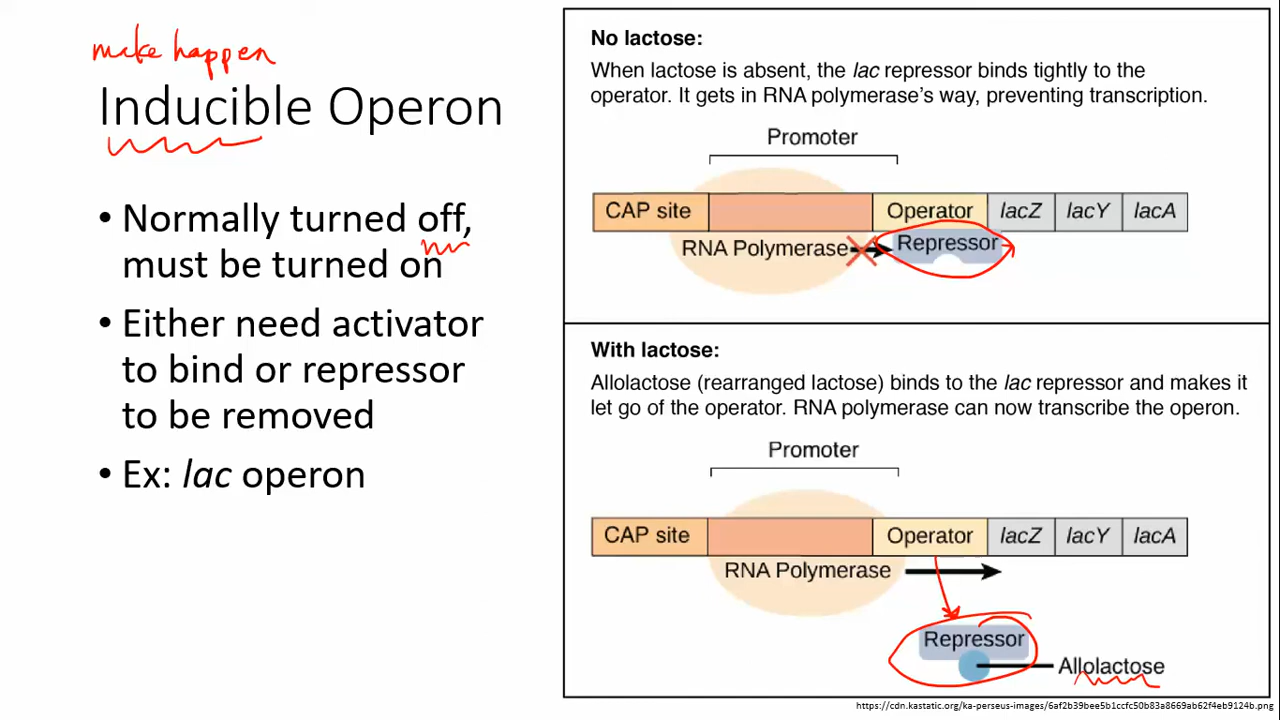 make happen
Inducible Operon
• Normally turned off,
must be turned on
• Either need activator
to bind or repressor
to be removed
• Ex: lac operon
No lactose:
When lactose is absent, the lac repressor binds tightly to the
operator. It gets in RNA polymerase's way, preventing transcription.
Promoter
CAP site Operator lacZ lacY lacA
RNA Polymerase Repressor
With lactose:
Allolactose (rearranged lactose) binds to the lac repressor and makes it
let go of the operator. RNA polymerase can now transcribe the operon.
Promoter
CAP site Operator lacZ lacY lacA
RNA Polymerase
Repressor
Allolactose
https://cdn.kastatic.org/ka-perseus-images/6af2b39bee5b1ccfc50b83a8669ab62f4eb9124b.png